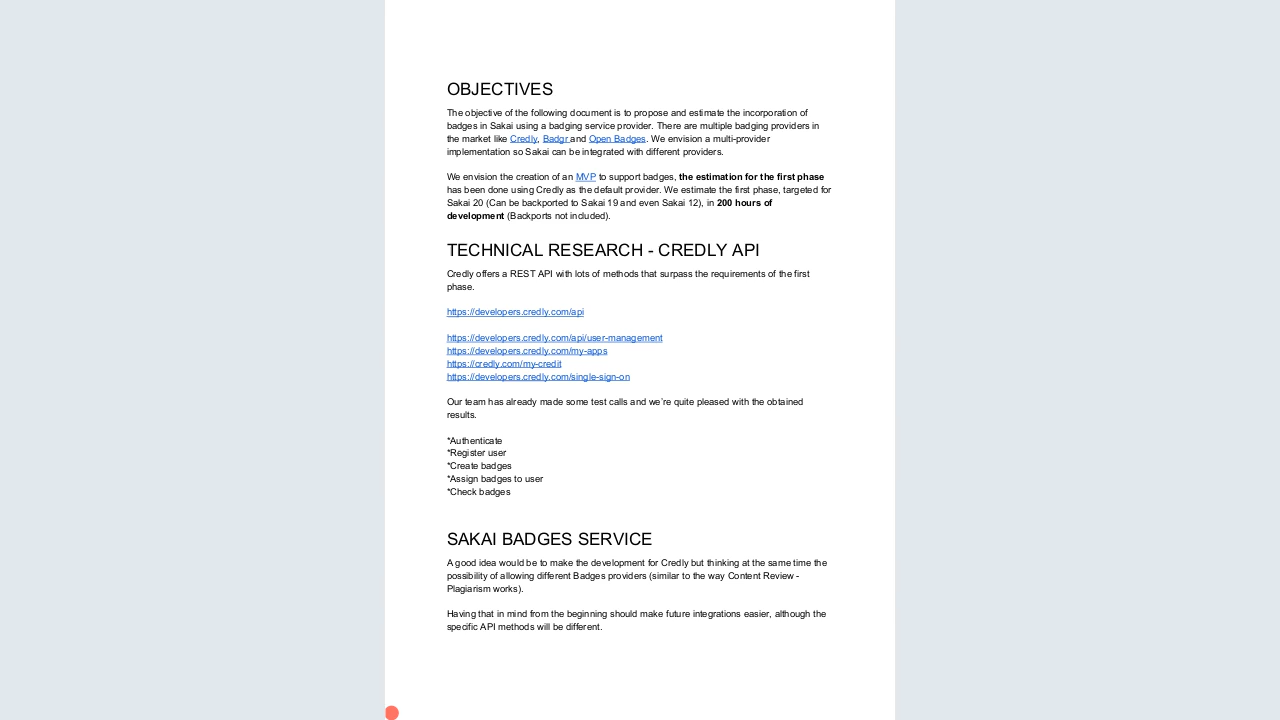 OBJECTIVES
The objective of the following document is to propose and estimate the incorporation of
badges in Sakai using a badging service provider. There are multiple badging providers in
the market like Credly, Badgr and Open Badges. We envision a multi-provider
implementation so Sakai can be integrated with different providers.
We envision the creation of an MVP to support badges, the estimation for the first phase
has been done using Credly as the default provider. We estimate the first phase, targeted for
Sakai 20 (Can be backported to Sakai 19 and even Sakai 12), in 200 hours of
development (Backports not included).
TECHNICAL RESEARCH - CREDLY API
Credly offers a REST API with lots of methods that surpass the requirements of the first
phase.
https://developers.credly.com/api
https://developers.credly.com/api/user-management
https://developers.credly.com/my-apps
https://credly.com/my-credit
https://developers.credly.com/single-sign-on
Our team has already made some test calls and we're quite pleased with the obtained
results.
*Authenticate
*Register user
*Create badges
*Assign badges to user
*Check badges
SAKAI BADGES SERVICE
A good idea would be to make the development for Credly but thinking at the same time the
possibility of allowing different Badges providers (similar to the way Content Review -
Plagiarism works).
Having that in mind from the beginning should make future integrations easier, although the
specific API methods will be different.